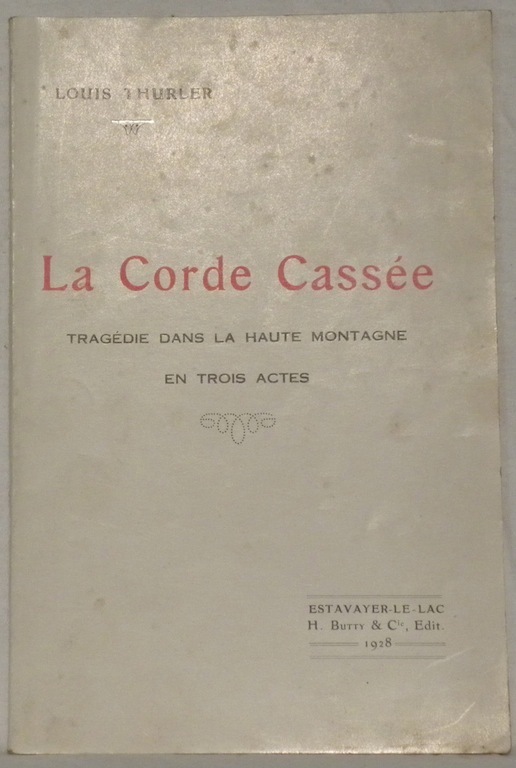 LOUIS THURLER
La Corde Cassée
TRAGÉDIE DANS LA HAUTE MONTAGNE
EN TROIS ACTES
ESTAVAYER-LE-LAC
H. BUTTY & Cie, Edit.
1928